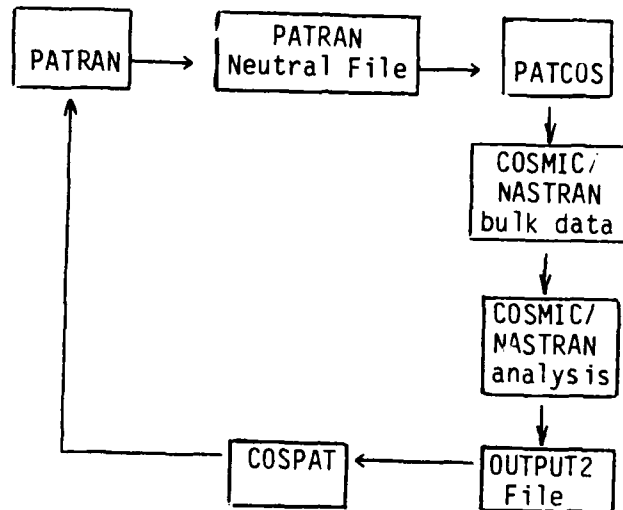 PATRAN
PATRAN
Neutral File
PATCOS
COSMIC/
NASTRAN
bulk data
COSMIC/
NASTRAN
analysis
OUTPUT2
File
COSPAT